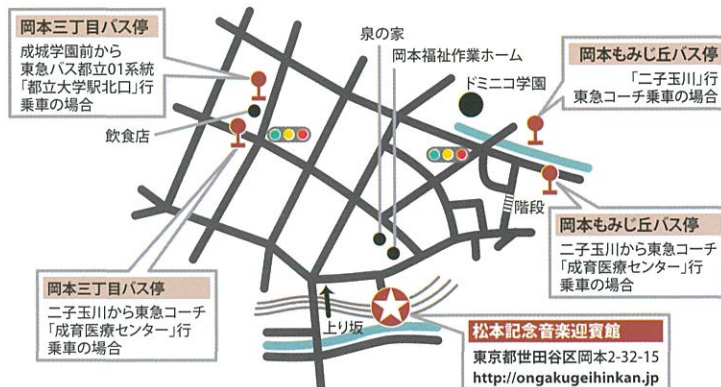 岡本三丁目バス停
成城学園前から
東急バス都立01系統
「都立大学駅北口」行
乗車の場合
飲食店
泉の家
岡本福祉作業ホーム
ドミニコ学園
岡本もみじ丘バス停
「二子玉川」行
東急コーチ乗車の場合
階段
岡本もみじ丘バス停
二子玉川から東急コーチ
「成育医療センター」行
乗車の場合
岡本三丁目バス停
二子玉川から東急コーチ
「成育医療センター」行
乗車の場合
上り坂
松本記念音楽迎賓館
東京都世田谷区岡本2-32-15
http://ongakugeihinkan.jp